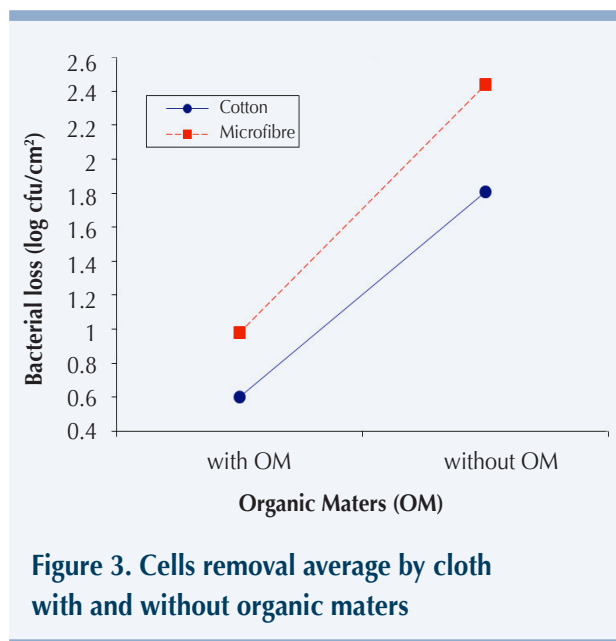 2.6
2.4
2.2
2
1.8
1.6
1.4
1.2
1
0.8
0.6
0.4
Bacterial loss (log cfu/cm²)
Cotton
Microfibre
with OM
without OM
Organic Maters (OM)
Figure 3. Cells removal average by cloth
with and without organic maters